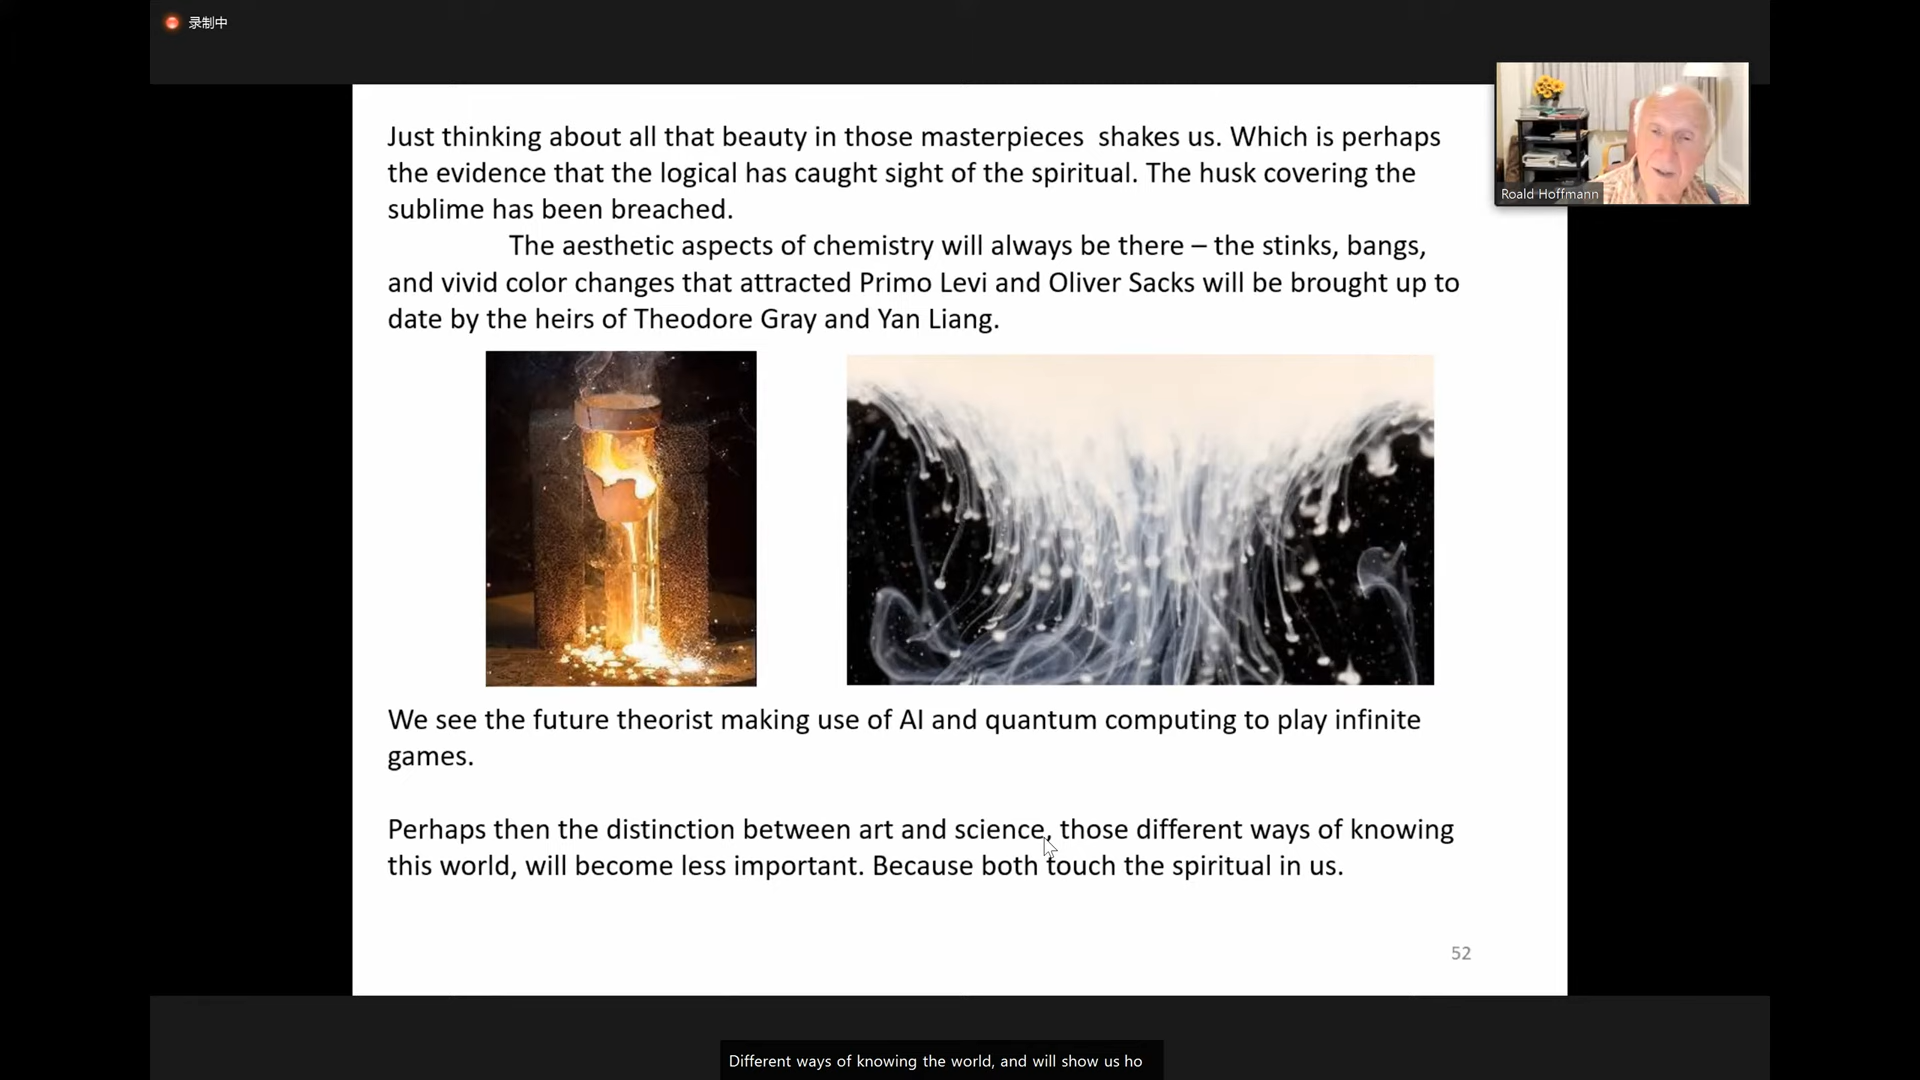 录制中
Roald Hoffmann
Just thinking about all that beauty in those masterpieces  shakes us. Which is perhaps
the evidence that the logical has caught sight of the spiritual. The husk covering the
sublime has been breached.
The aesthetic aspects of chemistry will always be there – the stinks, bangs,
and vivid color changes that attracted Primo Levi and Oliver Sacks will be brought up to
date by the heirs of Theodore Gray and Yan Liang.
We see the future theorist making use of AI and quantum computing to play infinite
games.
Perhaps then the distinction between art and science, those different ways of knowing
this world, will become less important. Because both touch the spiritual in us.
52
Different ways of knowing the world, and will show us ho